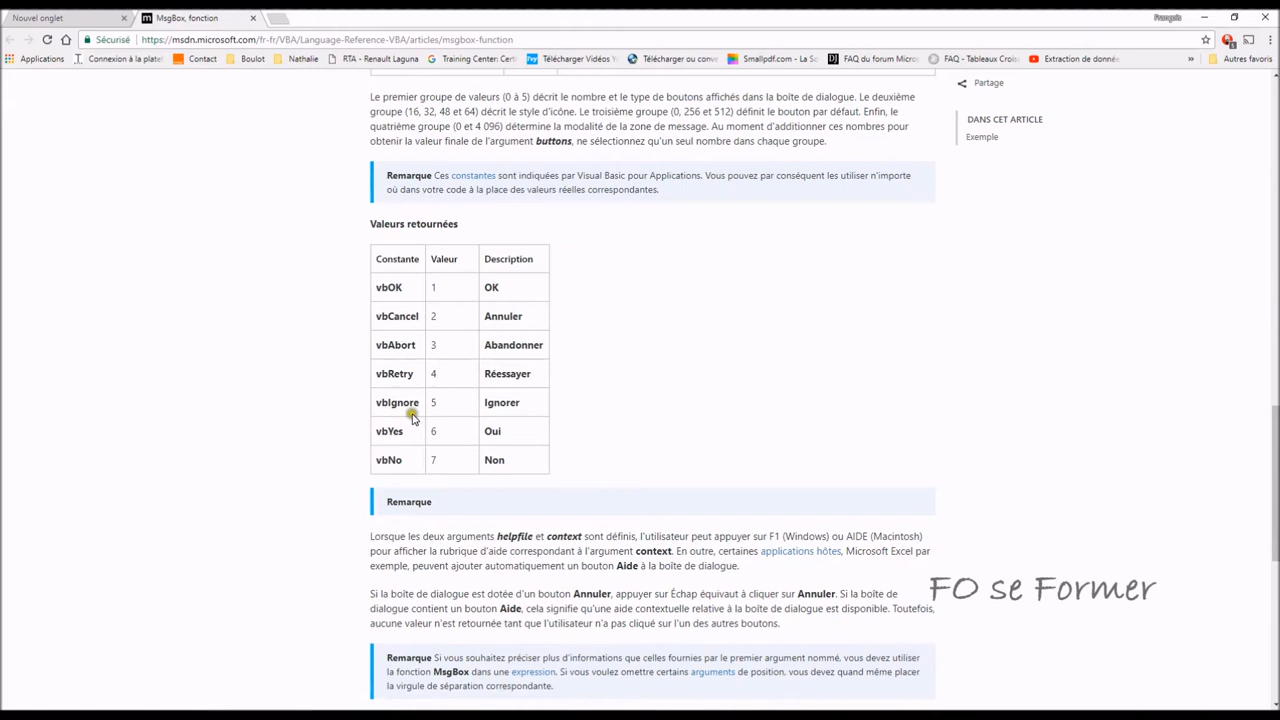 Nouvel onglet
MsgBox, fonction
François
Sécurisé
https://msdn.microsoft.com/fr-fr/VBA/Language-Reference-VBA/articles/msgbox-function
Applications
Connexion à la platef
Contact
Boulot
Nathalie
RTA - Renault Laguna
Training Center: Certi
Télécharger Vidéos Y
Télécharger ou conve
Smallpdf.com - La So
FAQ du forum Micros
FAQ - Tableaux Crois
Extraction de donnée
»
Autres favoris
Partage
DANS CET ARTICLE
Exemple
Le premier groupe de valeurs (0 à 5) décrit le nombre et le type de boutons affichés dans la boîte de dialogue. Le deuxième
groupe (16, 32, 48 et 64) décrit le style d'icône. Le troisième groupe (0, 256 et 512) définit le bouton par défaut. Enfin, le
quatrième groupe (0 et 4 096) détermine la modalité de la zone de message. Au moment d'additionner ces nombres pour
obtenir la valeur finale de l'argument buttons, ne sélectionnez qu'un seul nombre dans chaque groupe.
Remarque Ces constantes sont indiquées par Visual Basic pour Applications. Vous pouvez par conséquent les utiliser n'importe
où dans votre code à la place des valeurs réelles correspondantes.
Valeurs retournées
Constante Valeur Description
vbOK 1 OK
vbCancel 2 Annuler
vbAbort 3 Abandonner
vbRetry 4 Réessayer
vbIgnore 5 Ignorer
vbYes 6 Oui
vbNo 7 Non
Remarque
Lorsque les deux arguments helpfile et context sont définis, l'utilisateur peut appuyer sur F1 (Windows) ou AIDE (Macintosh)
pour afficher la rubrique d'aide correspondant à l'argument context. En outre, certaines applications hôtes, Microsoft Excel par
exemple, peuvent ajouter automatiquement un bouton Aide à la boîte de dialogue.
Si la boîte de dialogue est dotée d'un bouton Annuler, appuyer sur Échap équivaut à cliquer sur Annuler. Si la boîte de
dialogue contient un bouton Aide, cela signifie qu'une aide contextuelle relative à la boîte de dialogue est disponible. Toutefois,
aucune valeur n'est retournée tant que l'utilisateur n'a pas cliqué sur l'un des autres boutons.
FO se Former
Remarque Si vous souhaitez préciser plus d'informations que celles fournies par le premier argument nommé, vous devez utiliser
la fonction MsgBox dans une expression. Si vous voulez omettre certains arguments de position, vous devez quand même placer
la virgule de séparation correspondante.